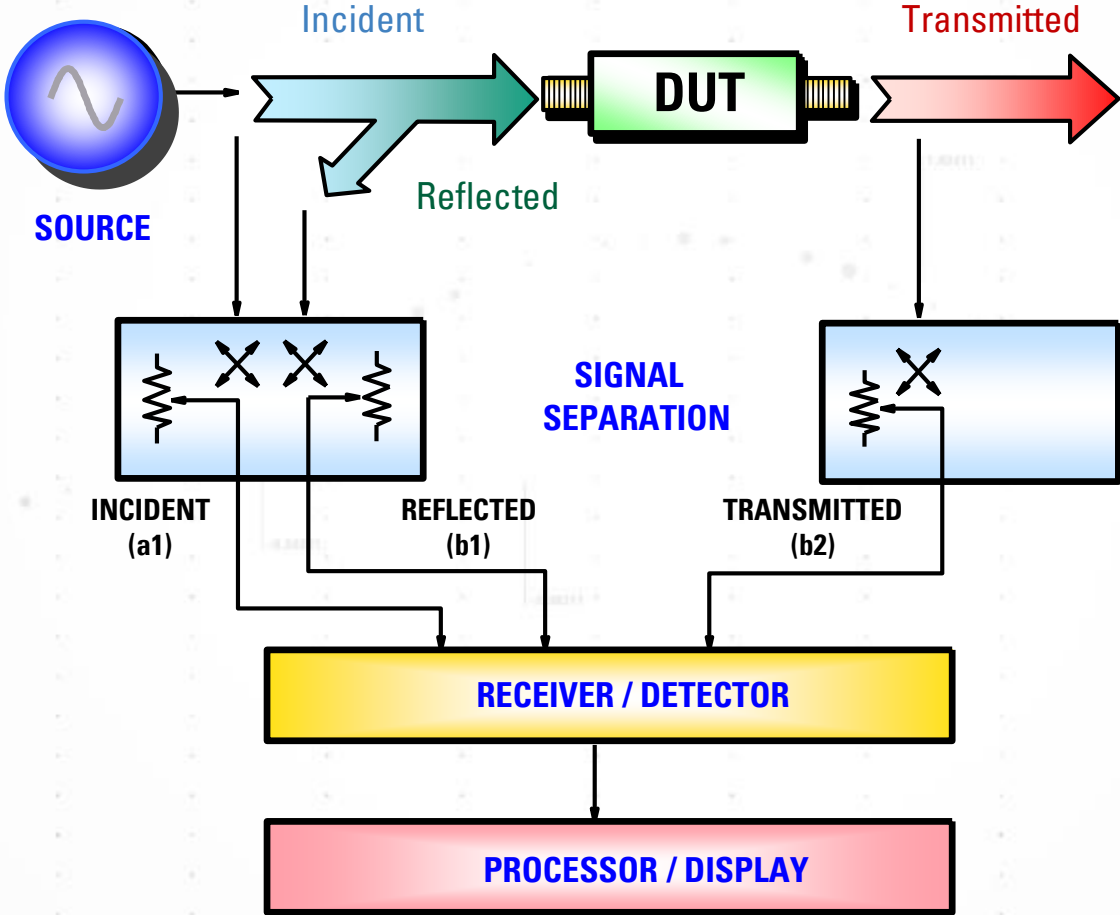 Incident
Transmitted
DUT
Reflected
SOURCE
SIGNAL
SEPARATION
INCIDENT
(a1)
REFLECTED
(b1)
TRANSMITTED
(b2)
RECEIVER / DETECTOR
PROCESSOR / DISPLAY